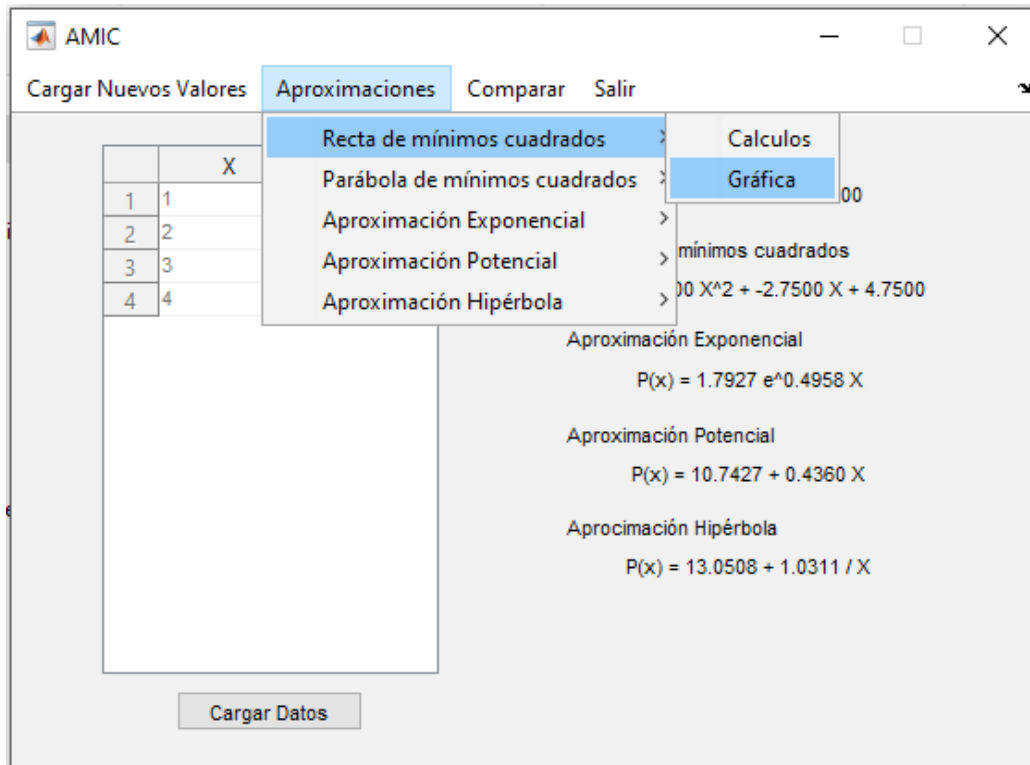 AMIC
Cargar Nuevos Valores Aproximaciones Comparar Salir
Recta de mínimos cuadrados
Parábola de mínimos cuadrados
Aproximación Exponencial
Aproximación Potencial
Aproximación Hipérbola
Calculos
Gráfica
X
1 1
2 2
3 3
4 4
00
mínimos cuadrados
00 X^2 + -2.7500 X + 4.7500
Aproximación Exponencial
P(x) = 1.7927 e^0.4958 X
Aproximación Potencial
P(x) = 10.7427 + 0.4360 X
Aprocimación Hipérbola
P(x) = 13.0508 + 1.0311 / X
Cargar Datos